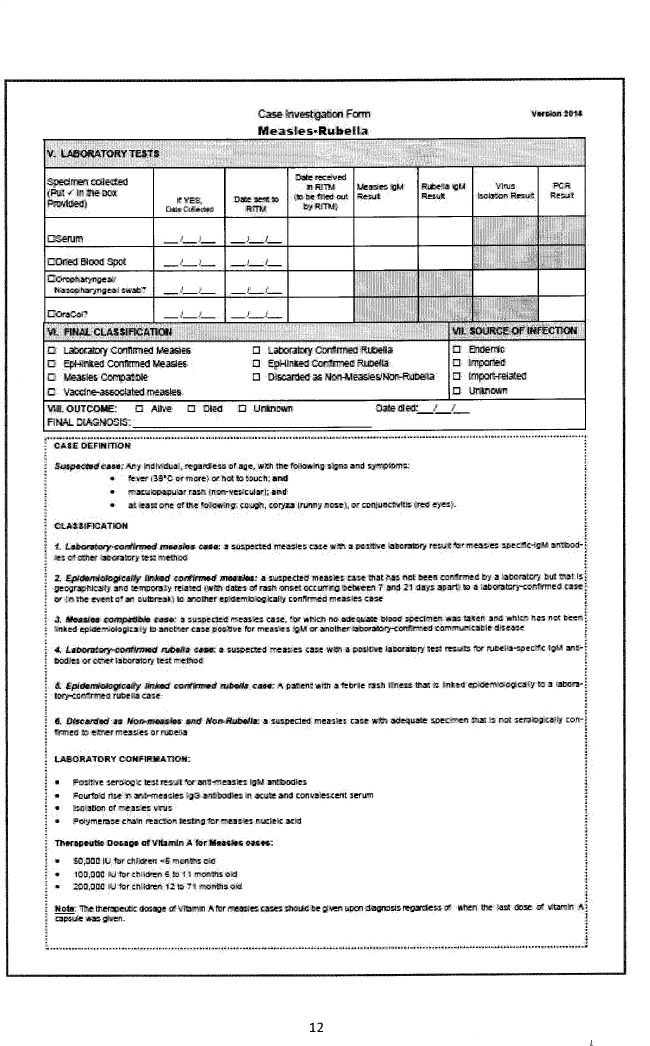 Case Investigation Form
Version 2014
Measles-Rubella
V. LABORATORY TESTS
Specimen collected
(Put ✓ in the box
Provided)
If YES,
Date Collected
Date sent to
RITM
Date received
in RITM
(to be filled out
by RITM)
Measles IgM
Result
Rubella IgM
Result
Virus
Isolation Result
PCR
Result
☐Serum __/__/__ __/__/__
☐Dried Blood Spot __/__/__ __/__/__
☐Oropharyngeal/
Nasopharyngeal swab? __/__/__ __/__/__
☐OraCol? __/__/__ __/__/__
VI. FINAL CLASSIFICATION
☐ Laboratory Confirmed Measles
☐ Epi-linked Confirmed Measles
☐ Measles Compatible
☐ Vaccine-associated measles
☐ Laboratory Confirmed Rubella
☐ Epi-linked Confirmed Rubella
☐ Discarded as Non-Measles/Non-Rubella
VII. SOURCE OF INFECTION
☐ Endemic
☐ Imported
☐ Import-related
☐ Unknown
VIII. OUTCOME: ☐ Alive ☐ Died ☐ Unknown Date died:__/__/__
FINAL DIAGNOSIS: ____________________
CASE DEFINITION
Suspected case: Any individual, regardless of age, with the following signs and symptoms:
• fever (38°C or more) or hot to touch; and
• maculopapular rash (non-vesicular); and
• at least one of the following: cough, coryza (runny nose), or conjunctivitis (red eyes).
CLASSIFICATION
1. Laboratory-confirmed measles case: a suspected measles case with a positive laboratory result for measles specific-IgM antibod-
ies of other laboratory test method
2. Epidemiologically linked confirmed measles: a suspected measles case that has not been confirmed by a laboratory but that is
geographically and temporally related (with dates of rash onset occurring between 7 and 21 days apart) to a laboratory-confirmed case
or (in the event of an outbreak) to another epidemiologically confirmed measles case
3. Measles compatible case: a suspected measles case, for which no adequate blood specimen was taken and which has not been
linked epidemiologically to another case positive for measles IgM or another laboratory-confirmed communicable disease
4. Laboratory-confirmed rubella case: a suspected measles case with a positive laboratory test results for rubella-specific IgM anti-
bodies or other laboratory test method
5. Epidemiologically linked confirmed rubella case: A patient with a febrile rash illness that is linked epidemiologically to a labora-
tory-confirmed rubella case
6. Discarded as Non-measles and Non-Rubella: a suspected measles case with adequate specimen that is not serologically con-
firmed to either measles or rubella
LABORATORY CONFIRMATION:
• Positive serologic test result for anti-measles IgM antibodies
• Fourfold rise in anti-measles IgG antibodies in acute and convalescent serum
• Isolation of measles virus
• Polymerase chain reaction testing for measles nucleic acid
Therapeutic Dosage of Vitamin A for Measles cases:
• 50,000 IU for children <6 months old
• 100,000 IU for children 6 to 11 months old
• 200,000 IU for children 12 to 71 months old
Note: The therapeutic dosage of Vitamin A for measles cases should be given upon diagnosis regardless of when the last dose of vitamin A
capsule was given.
12